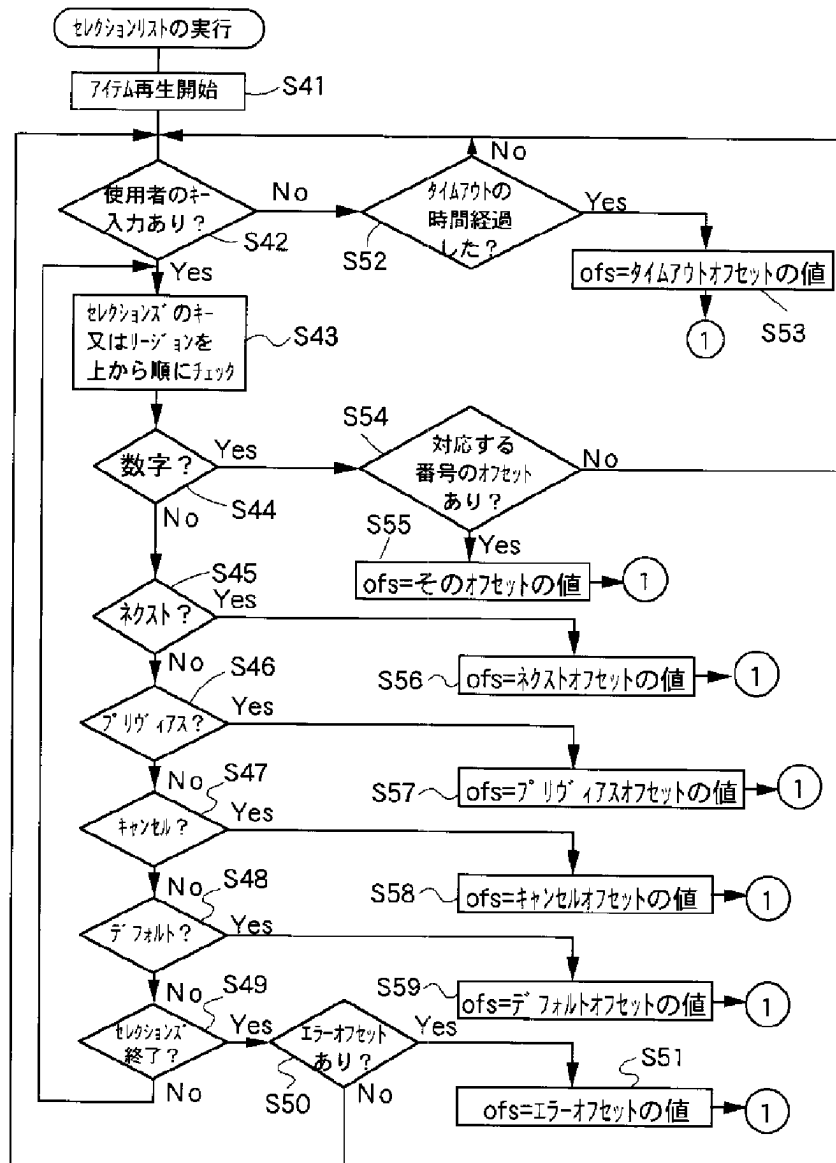 ｾﾚｸｼｮﾝﾘｽﾄの実行
ｱｲﾃﾑ再生開始
S41
使用者のキー
入力あり？
S42
No
ﾀｲﾑｱｳﾄの
時間経過
した？
S52
No
Yes
ofs=ﾀｲﾑｱｳﾄｵﾌｾｯﾄの値
S53
1
Yes
ｾﾚｸｼｮﾝｽﾞのｷｰ
又はﾘｰｼﾞｮﾝを
上から順にﾁｪｯｸ
S43
数字？
S44
Yes
No
S54
対応する
番号のｵﾌｾｯﾄ
あり？
No
Yes
S55
ofs=そのｵﾌｾｯﾄの値
1
S45
ﾈｸｽﾄ？
Yes
No
S56
ofs=ﾈｸｽﾄｵﾌｾｯﾄの値
1
S46
ﾌﾟﾘｳﾞｨｱｽ？
Yes
No
S57
ofs=ﾌﾟﾘｳﾞｨｱｽｵﾌｾｯﾄの値
1
S47
ｷｬﾝｾﾙ？
Yes
No
S58
ofs=ｷｬﾝｾﾙｵﾌｾｯﾄの値
1
S48
ﾃﾞﾌｫﾙﾄ？
Yes
No
S59
ofs=ﾃﾞﾌｫﾙﾄｵﾌｾｯﾄの値
1
S49
ｾﾚｸｼｮﾝｽﾞ
終了？
Yes
No
ｴﾗｰｵﾌｾｯﾄ
あり？
S50
Yes
No
S51
ofs=ｴﾗｰｵﾌｾｯﾄの値
1